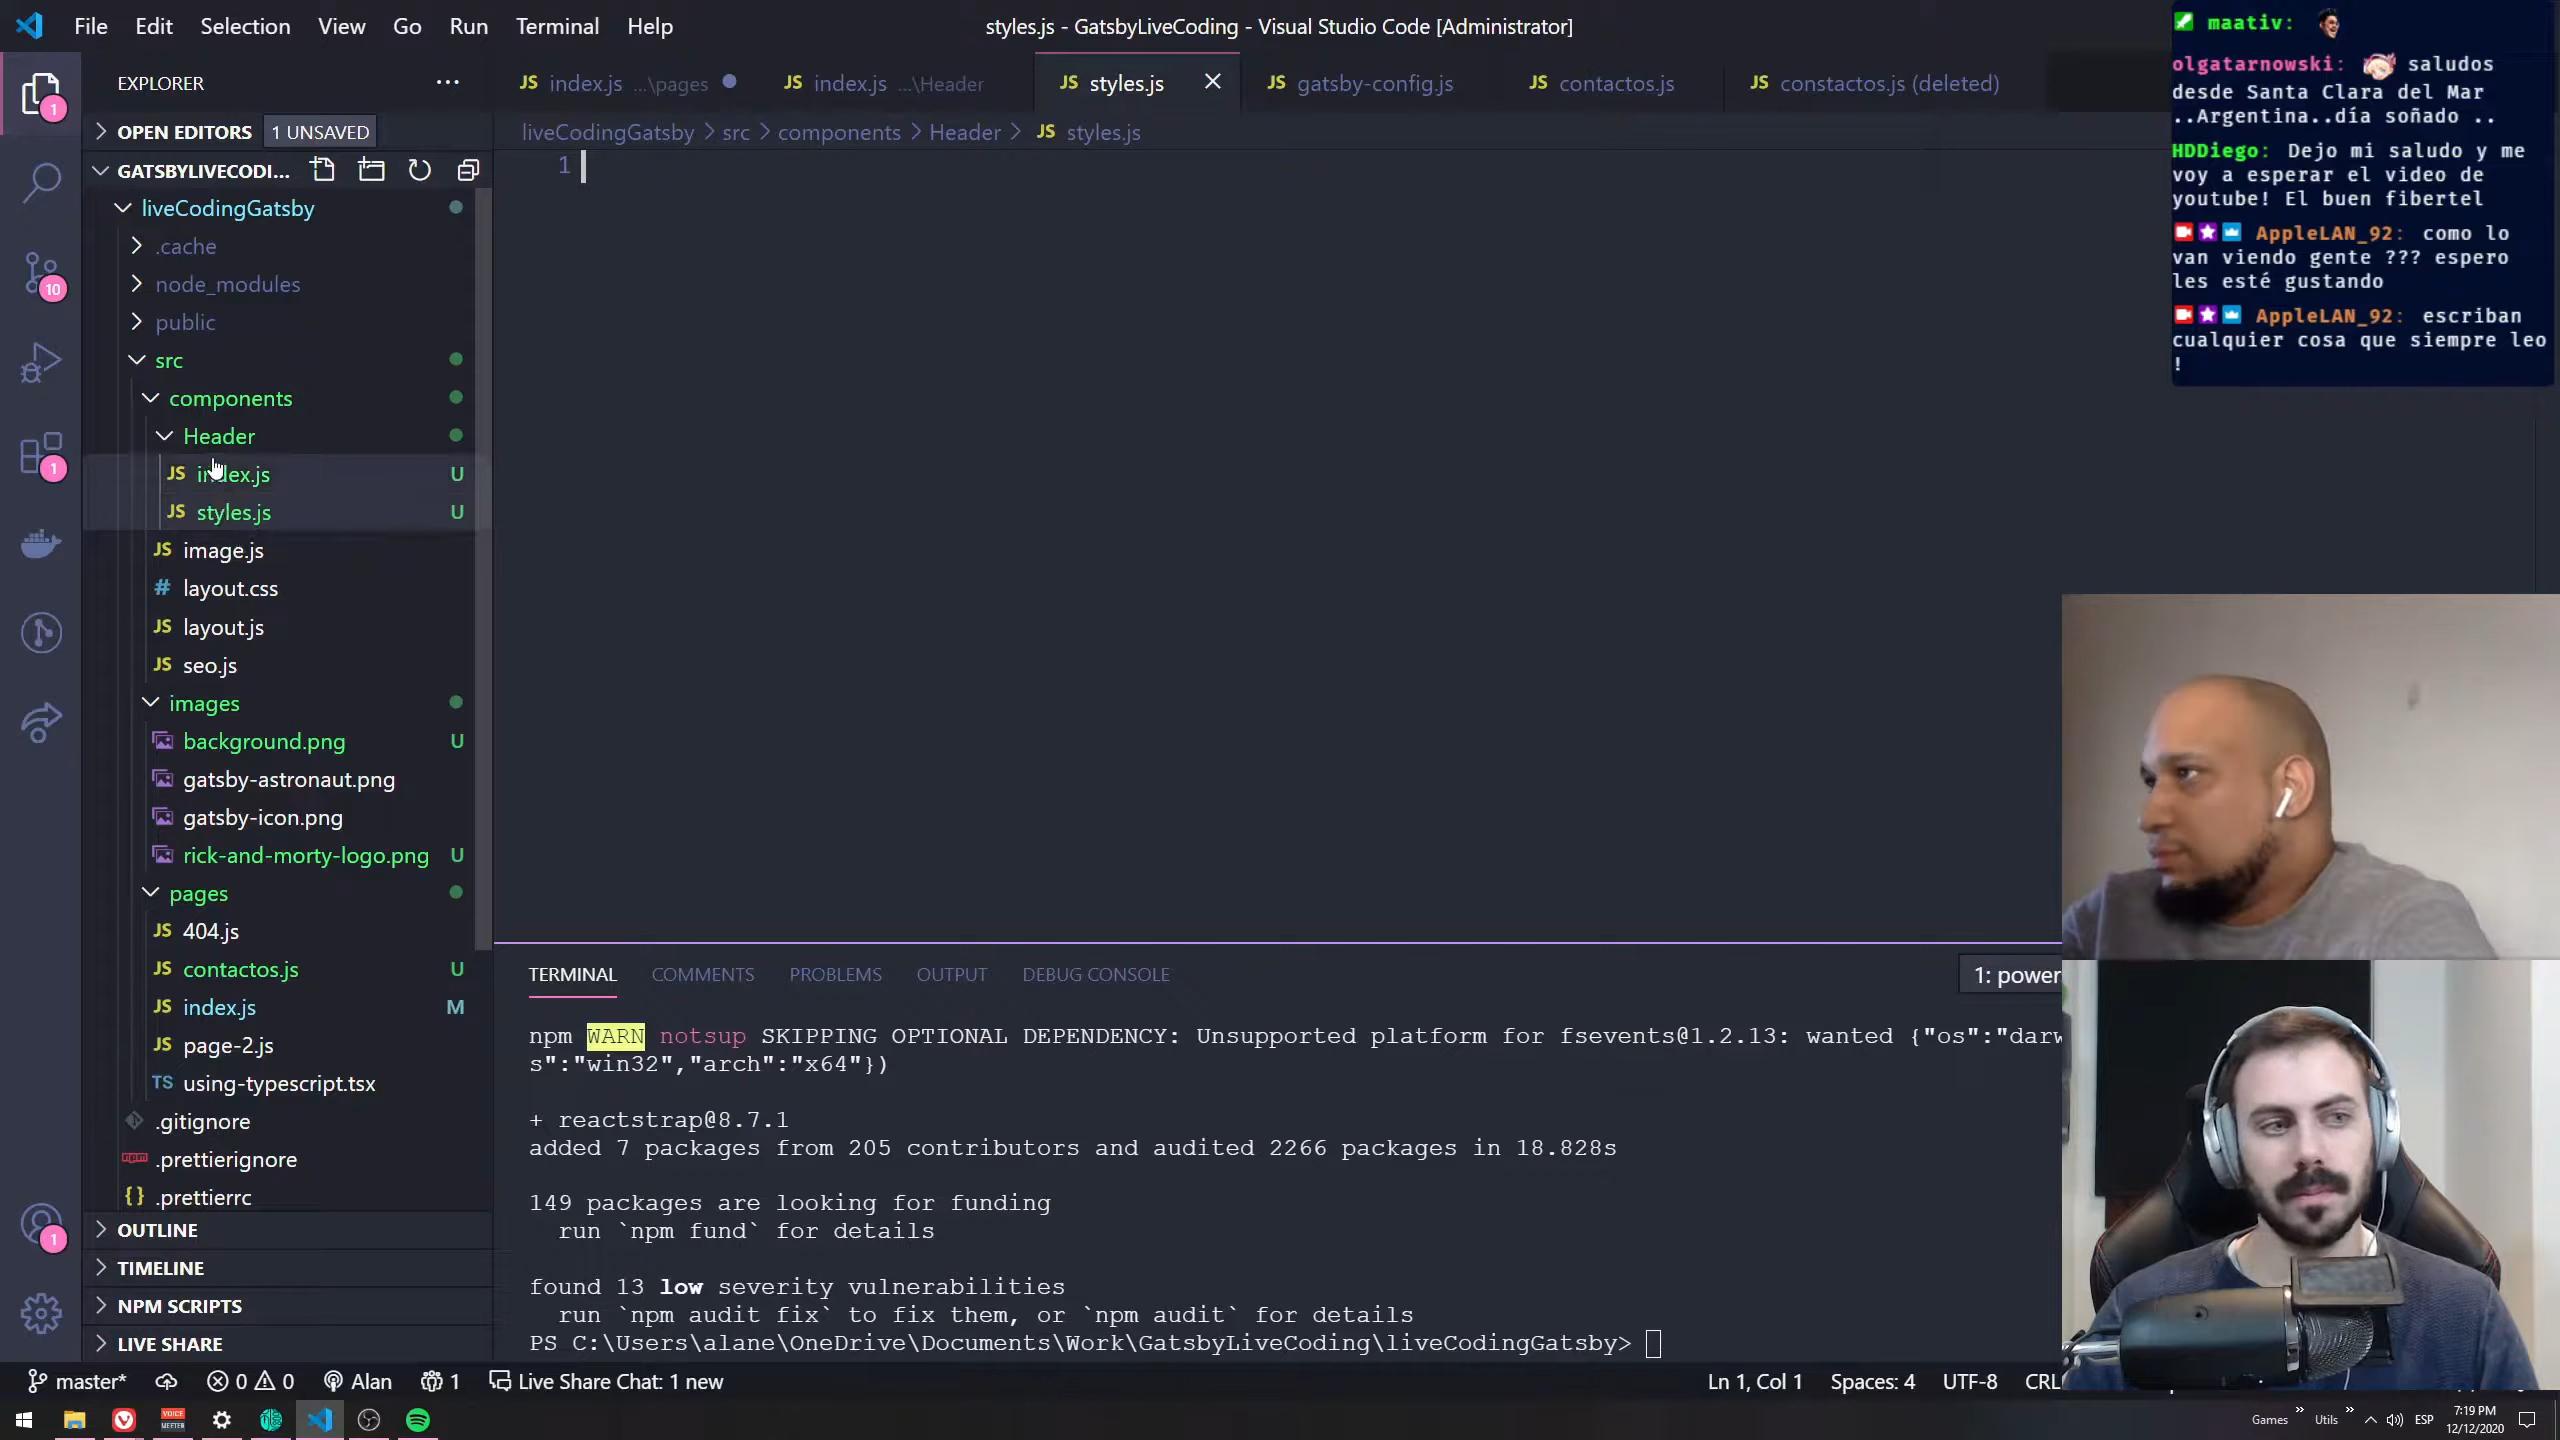 File Edit Selection View Go Run Terminal Help
styles.js - GatsbyLiveCoding - Visual Studio Code [Administrator]
EXPLORER
OPEN EDITORS 1 UNSAVED
GATSBYLIVECODI...
liveCodingGatsby
.cache
node_modules
public
src
components
Header
JS index.js U
JS styles.js U
JS image.js
# layout.css
JS layout.js
JS seo.js
images
background.png U
gatsby-astronaut.png
gatsby-icon.png
rick-and-morty-logo.png U
pages
JS 404.js
JS contactos.js U
JS index.js M
JS page-2.js
TS using-typescript.tsx
.gitignore
.prettierignore
{} .prettierrc
OUTLINE
TIMELINE
NPM SCRIPTS
LIVE SHARE
1
10
1
1
JS index.js ...\pages JS index.js ...\Header JS styles.js JS gatsby-config.js JS contactos.js JS constactos.js (deleted)
liveCodingGatsby > src > components > Header > JS styles.js
1
maativ:
olgatarnowski: saludos
desde Santa Clara del Mar
..Argentina..día soñado ..
HDDiego: Dejo mi saludo y me
voy a esperar el video de
youtube! El buen fibertel
AppleLAN_92: como lo
van viendo gente ??? espero
les esté gustando
AppleLAN_92: escriban
cualquier cosa que siempre leo
!
TERMINAL COMMENTS PROBLEMS OUTPUT DEBUG CONSOLE 1: power
npm WARN notsup SKIPPING OPTIONAL DEPENDENCY: Unsupported platform for fsevents@1.2.13: wanted {"os":"darw
s":"win32","arch":"x64"})
+ reactstrap@8.7.1
added 7 packages from 205 contributors and audited 2266 packages in 18.828s
149 packages are looking for funding
run `npm fund` for details
found 13 low severity vulnerabilities
run `npm audit fix` to fix them, or `npm audit` for details
PS C:\Users\alane\OneDrive\Documents\Work\GatsbyLiveCoding\liveCodingGatsby>
master* 0 0 Alan 1 Live Share Chat: 1 new Ln 1, Col 1 Spaces: 4 UTF-8 CRL
VOICE MEETER Games Utils ESP 7:19 PM
12/12/2020